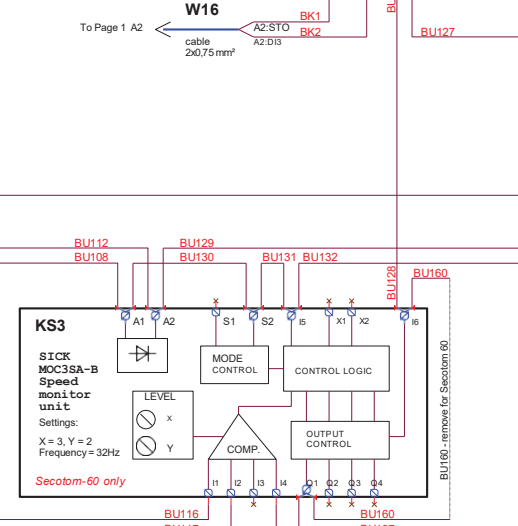 W16
To Page 1 A2
A2:STO
A2:DI3
cable
2x0,75 mm²
BK1
BK2
BU127
BU112
BU129
BU108
BU130
BU131
BU132
BU128
BU160
KS3
A1
A2
S1
S2
I5
X1
X2
I6
SICK
MOC3SA-B
Speed
monitor
unit
Settings:
X = 3, Y = 2
Frequency = 32Hz
Secotom-60 only
MODE
CONTROL
CONTROL LOGIC
LEVEL
X
Y
COMP.
OUTPUT
CONTROL
I1
I2
I3
I4
Q1
Q2
Q3
Q4
BU160 - remove for Secotom 60
BU116
BU160